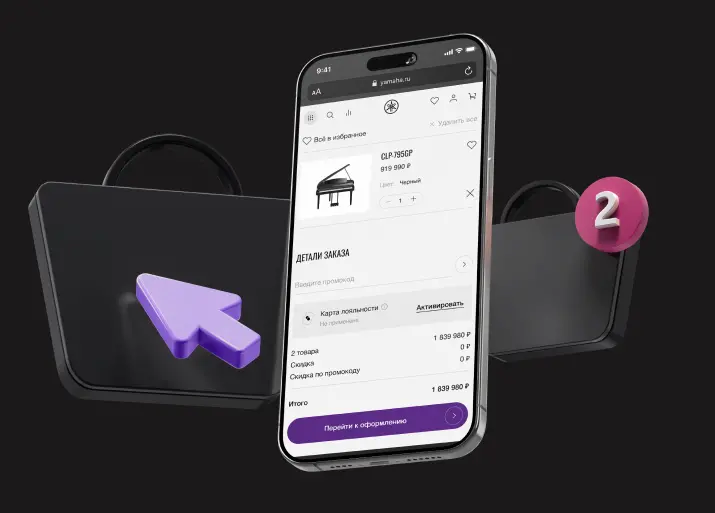 9:41
AA
yamaha.ru
Всё в избранное
Удалить все
CLP-795GP
919 990 ₽
Цвет: Черный
1
ДЕТАЛИ ЗАКАЗА
Введите промокод
Карта лояльности
Не применена
Активировать
2 товара 1 839 980 ₽
Скидка 0 ₽
Скидка по промокоду 0 ₽
Итого 1 839 980 ₽
Перейти к оформлению
2